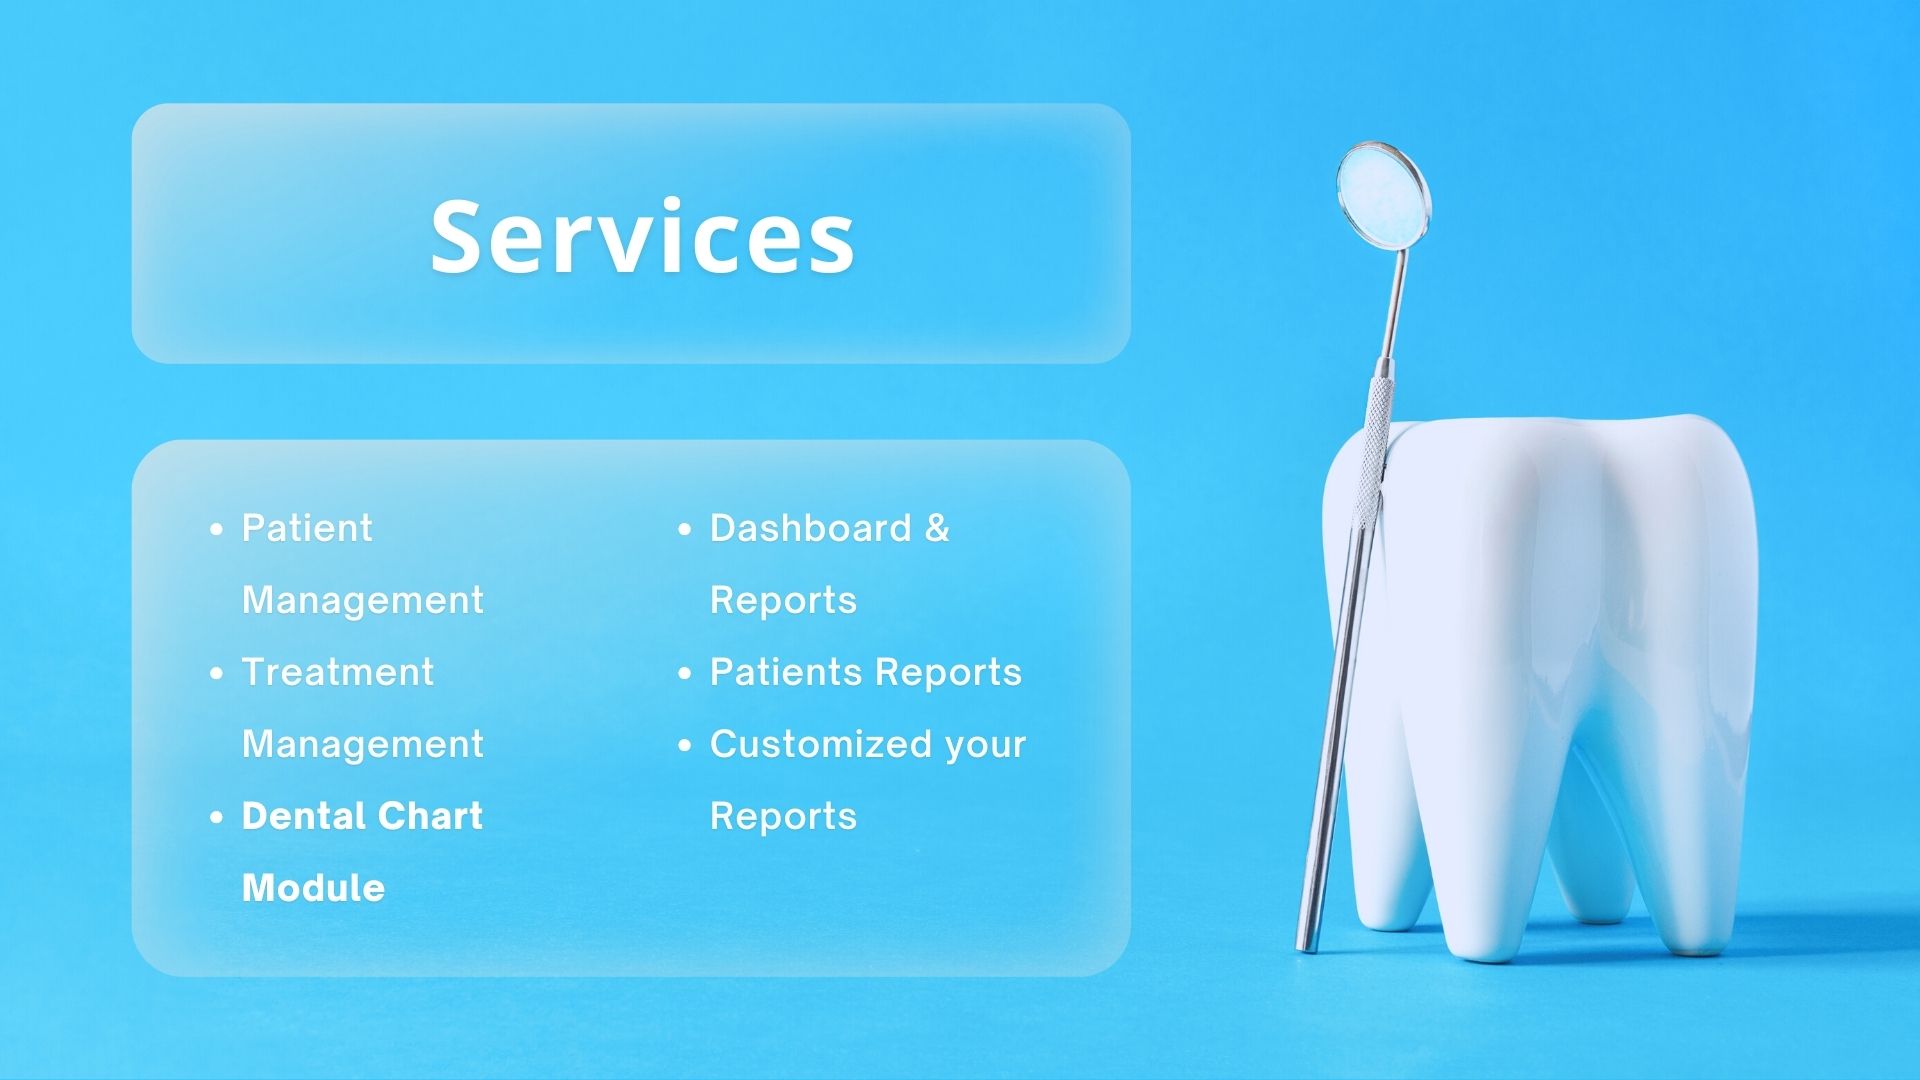 Services
• Patient
Management
• Treatment
Management
• Dental Chart
Module
• Dashboard &
Reports
• Patients Reports
• Customized your
Reports